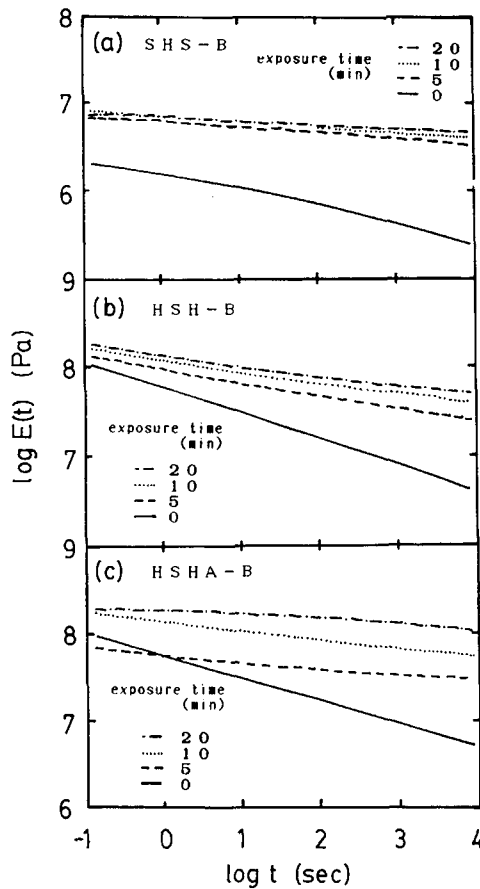 8
(a) SHS-B
exposure time
(min)
20
10
5
0
7
6
9
(b) HSH-B
8
exposure time
(min)
20
10
5
0
7
9
(c) HSHA-B
8
exposure time
(min)
20
10
5
0
7
6
log E(t) (Pa)
-1 0 1 2 3 4
log t (sec)